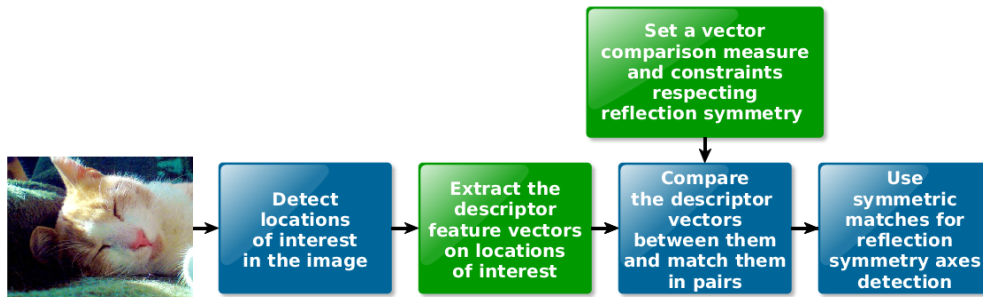 Set a vector
comparison measure
and constraints
respecting
reflection symmetry
Detect
locations
of interest
in the image
Extract the
descriptor
feature vectors
on locations
of interest
Compare
the descriptor
vectors
between them
and match them
in pairs
Use
symmetric
matches for
reflection
symmetry axes
detection